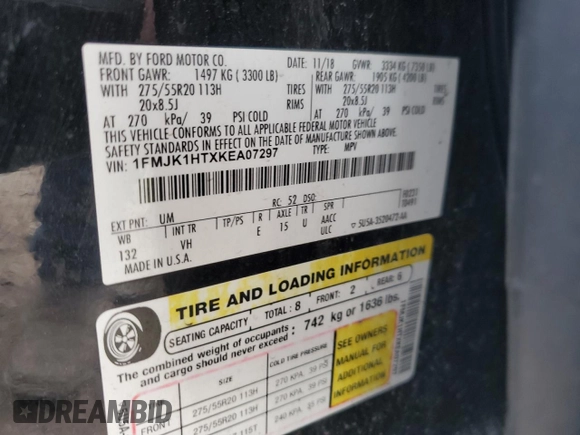 MFD. BY FORD MOTOR CO. 11/18 GVWR: 3334 KG (7350 LB)
FRONT GAWR: 1497 KG (3300 LB) REAR GAWR: 1905 KG (4200 LB)
WITH 275/55R20 113H TIRES WITH 275/55R20 113H TIRES
20x8.5J RIMS 20x8.5J RIMS
AT 270 kPa/ 39 PSI COLD AT 270 kPa/ 39 PSI COLD
THIS VEHICLE CONFORMS TO ALL APPLICABLE FEDERAL MOTOR VEHICLE
SAFETY STANDARDS IN EFFECT ON THE DATE OF MANUFACTURE SHOWN ABOVE.
VIN: 1FMJK1HTXKEA07297 TYPE: MPV
EXT PNT: UM RC: 52 DSO:
WB INT TR TP/PS R AXLE TR SPR
132 VH E 15 U AACC
ULC
MADE IN U.S.A. 5U5A-3520472-AA
TIRE AND LOADING INFORMATION
SEATING CAPACITY TOTAL: 8 FRONT: 2 REAR: 6
The combined weight of occupants and cargo should never exceed: 742 kg or 1636 lbs.
SIZE COLD TIRE PRESSURE
FRONT 275/55R20 113H 270 KPA, 39 PSI
275/55R20 113H 270 KPA, 39 PSI
SEE OWNERS
MANUAL FOR
ADDITIONAL
INFORMATION
DREAMBID